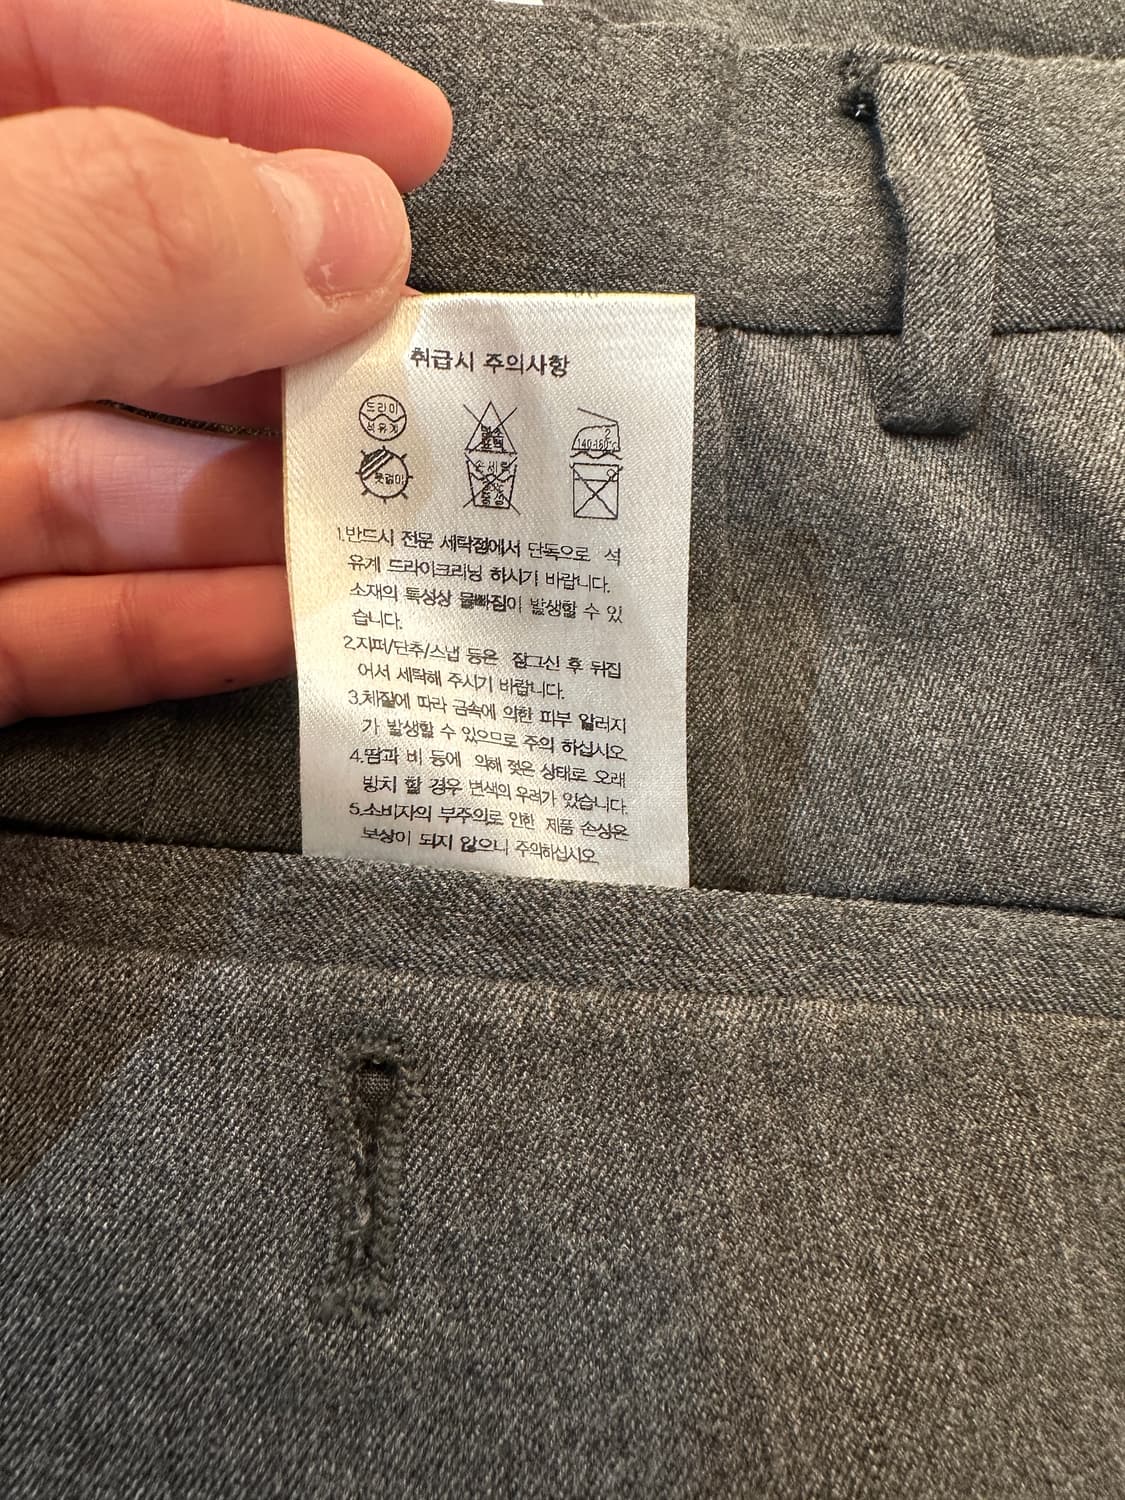 취급시 주의사항
드라이
석유계
옷걸이
염소
표백
손세탁
중성
2
140-160℃
1.반드시 전문 세탁점에서 단독으로 석
유계 드라이크리닝 하시기 바랍니다.
소재의 특성상 물빠짐이 발생할 수 있
습니다.
2.지퍼/단추/스냅 등은 잠그신 후 뒤집
어서 세탁해 주시기 바랍니다.
3.체질에 따라 금속에 의한 피부 알러지
가 발생할 수 있으므로 주의 하십시오
4.땀과 비 등에 의해 젖은 상태로 오래
방치 할 경우 변색의 우려가 있습니다.
5.소비자의 부주의로 인한 제품 손상은
보상이 되지 않으니 주의하십시오